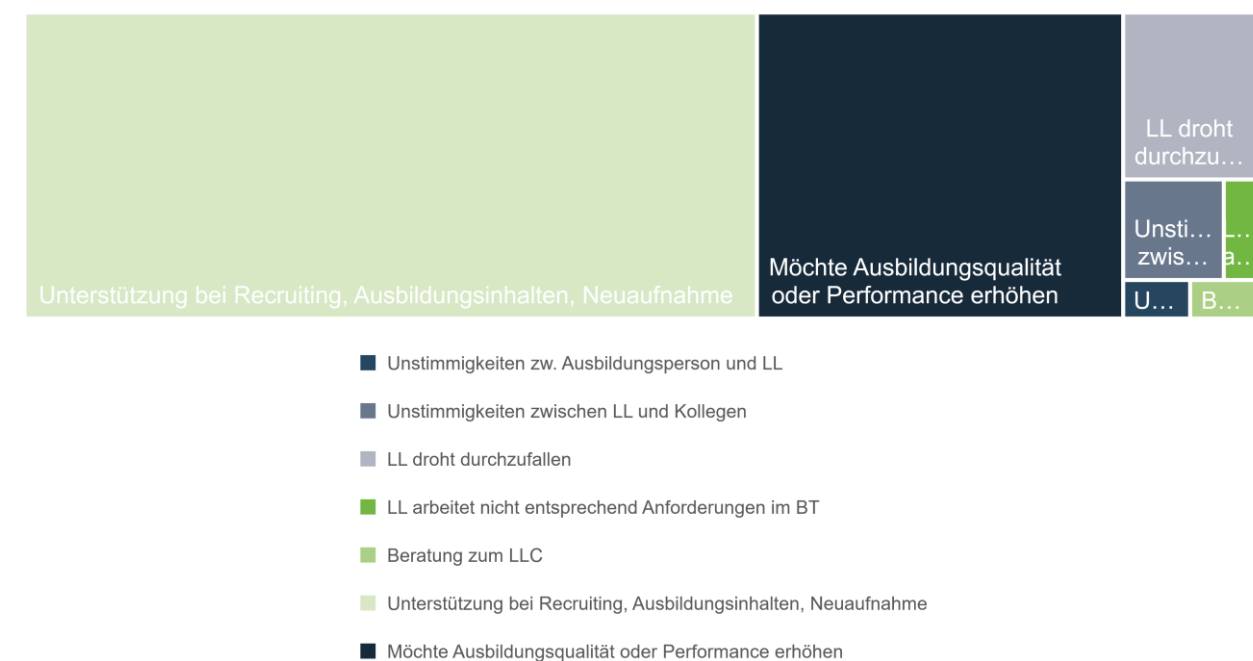 LL droht
durchzu…
Unsti…
zwis…
L…
a…
Möchte Ausbildungsqualität
oder Performance erhöhen
Unterstützung bei Recruiting, Ausbildungsinhalten, Neuaufnahme
U…
B…
Unstimmigkeiten zw. Ausbildungsperson und LL
Unstimmigkeiten zwischen LL und Kollegen
LL droht durchzufallen
LL arbeitet nicht entsprechend Anforderungen im BT
Beratung zum LLC
Unterstützung bei Recruiting, Ausbildungsinhalten, Neuaufnahme
Möchte Ausbildungsqualität oder Performance erhöhen